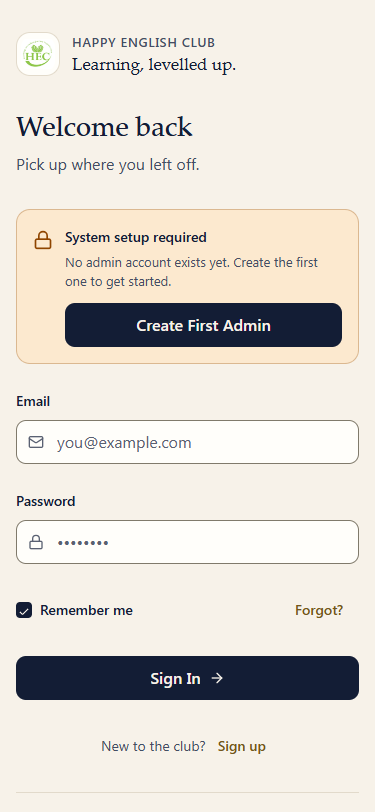 HEC
HAPPY ENGLISH CLUB
Learning, levelled up.
Welcome back
Pick up where you left off.
System setup required
No admin account exists yet. Create the first
one to get started.
Create First Admin
Email
you@example.com
Password
••••••••
Remember me
Forgot?
Sign In →
New to the club? Sign up